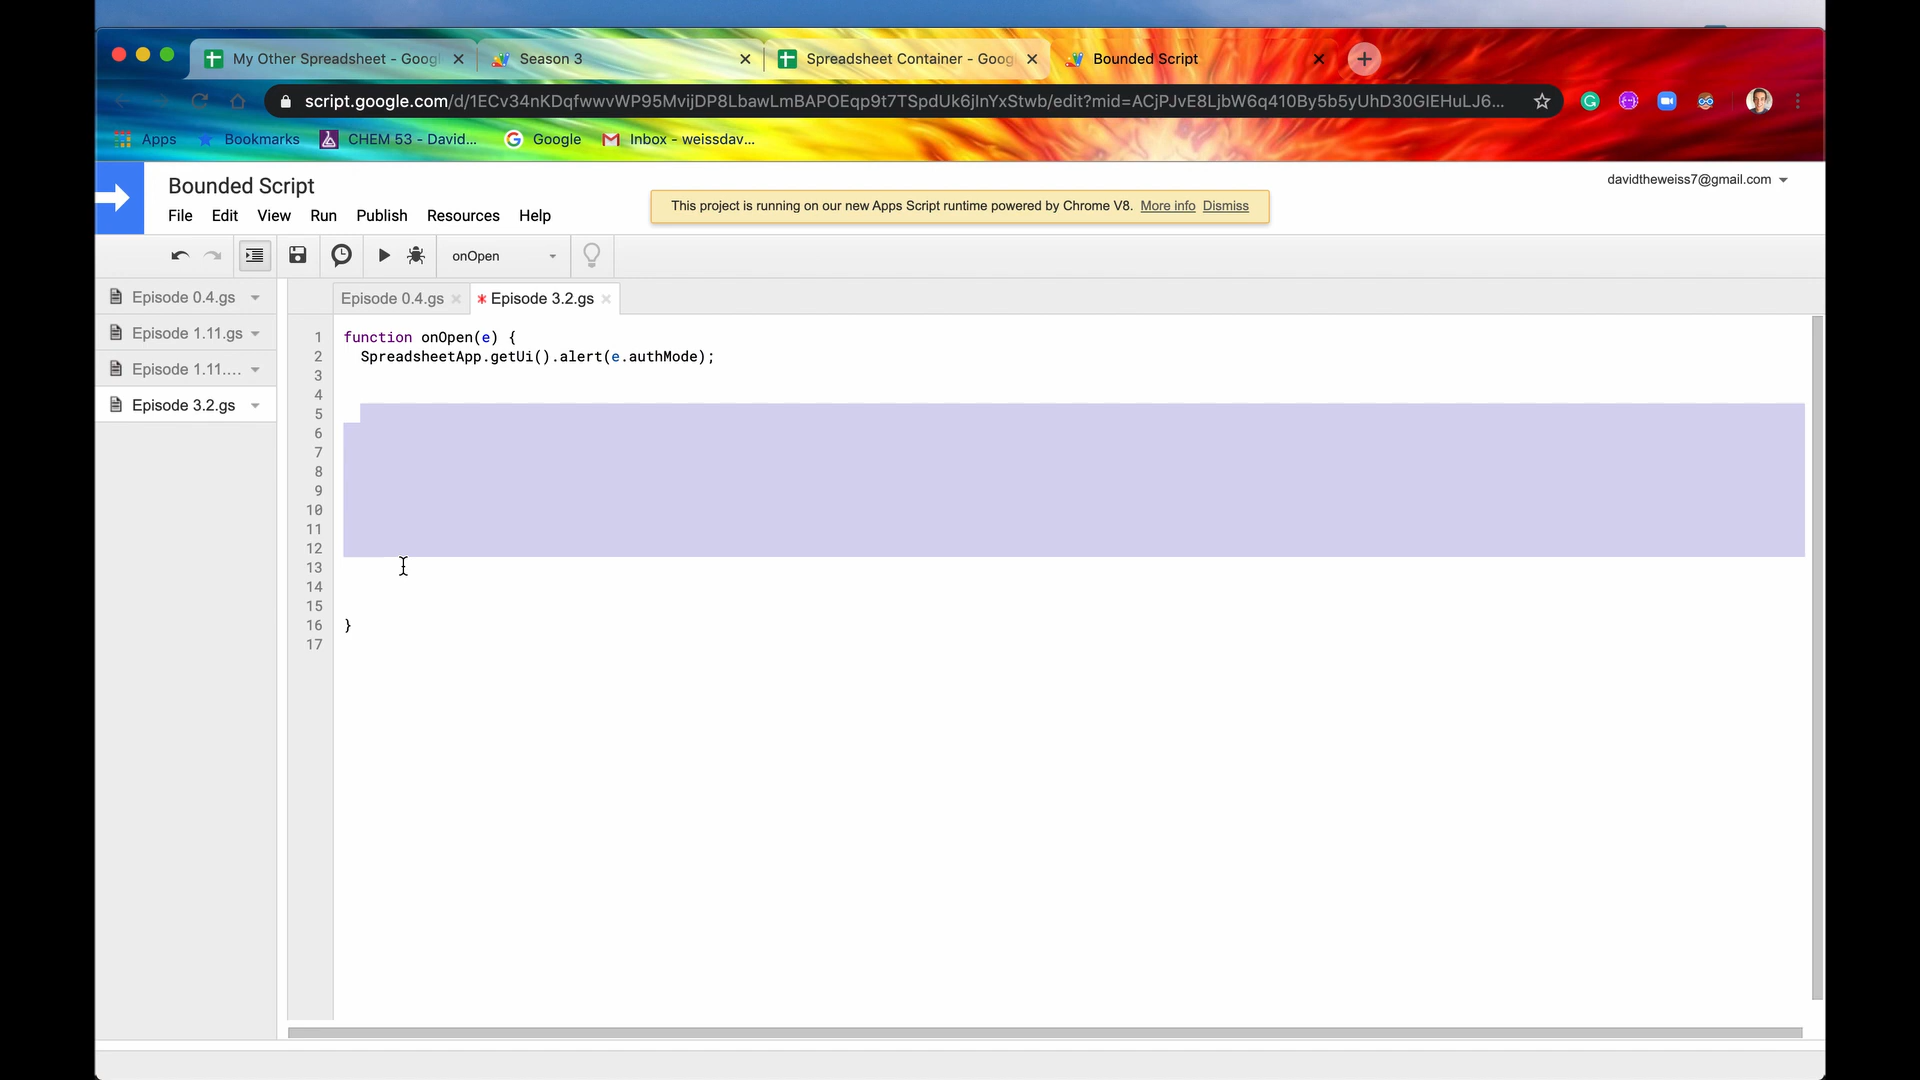 My Other Spreadsheet - Googl
Season 3
Spreadsheet Container - Goog
Bounded Script
script.google.com/d/1ECv34nKDqfwwvWP95MvijDP8LbawLmBAPOEqp9t7TSpdUk6jInYxStwb/edit?mid=ACjPJvE8LjbW6q410By5b5yUhD30GIEHuLJ6...
Apps
Bookmarks
CHEM 53 - David...
Google
Inbox - weissdav...
Bounded Script
davidtheweiss7@gmail.com
File Edit View Run Publish Resources Help
This project is running on our new Apps Script runtime powered by Chrome V8. More info Dismiss
onOpen
Episode 0.4.gs
Episode 1.11.gs
Episode 1.11....
Episode 3.2.gs
Episode 0.4.gs
* Episode 3.2.gs
1 function onOpen(e) {
2 SpreadsheetApp.getUi().alert(e.authMode);
3
4
5
6
7
8
9
10
11
12
13
14
15
16 }
17